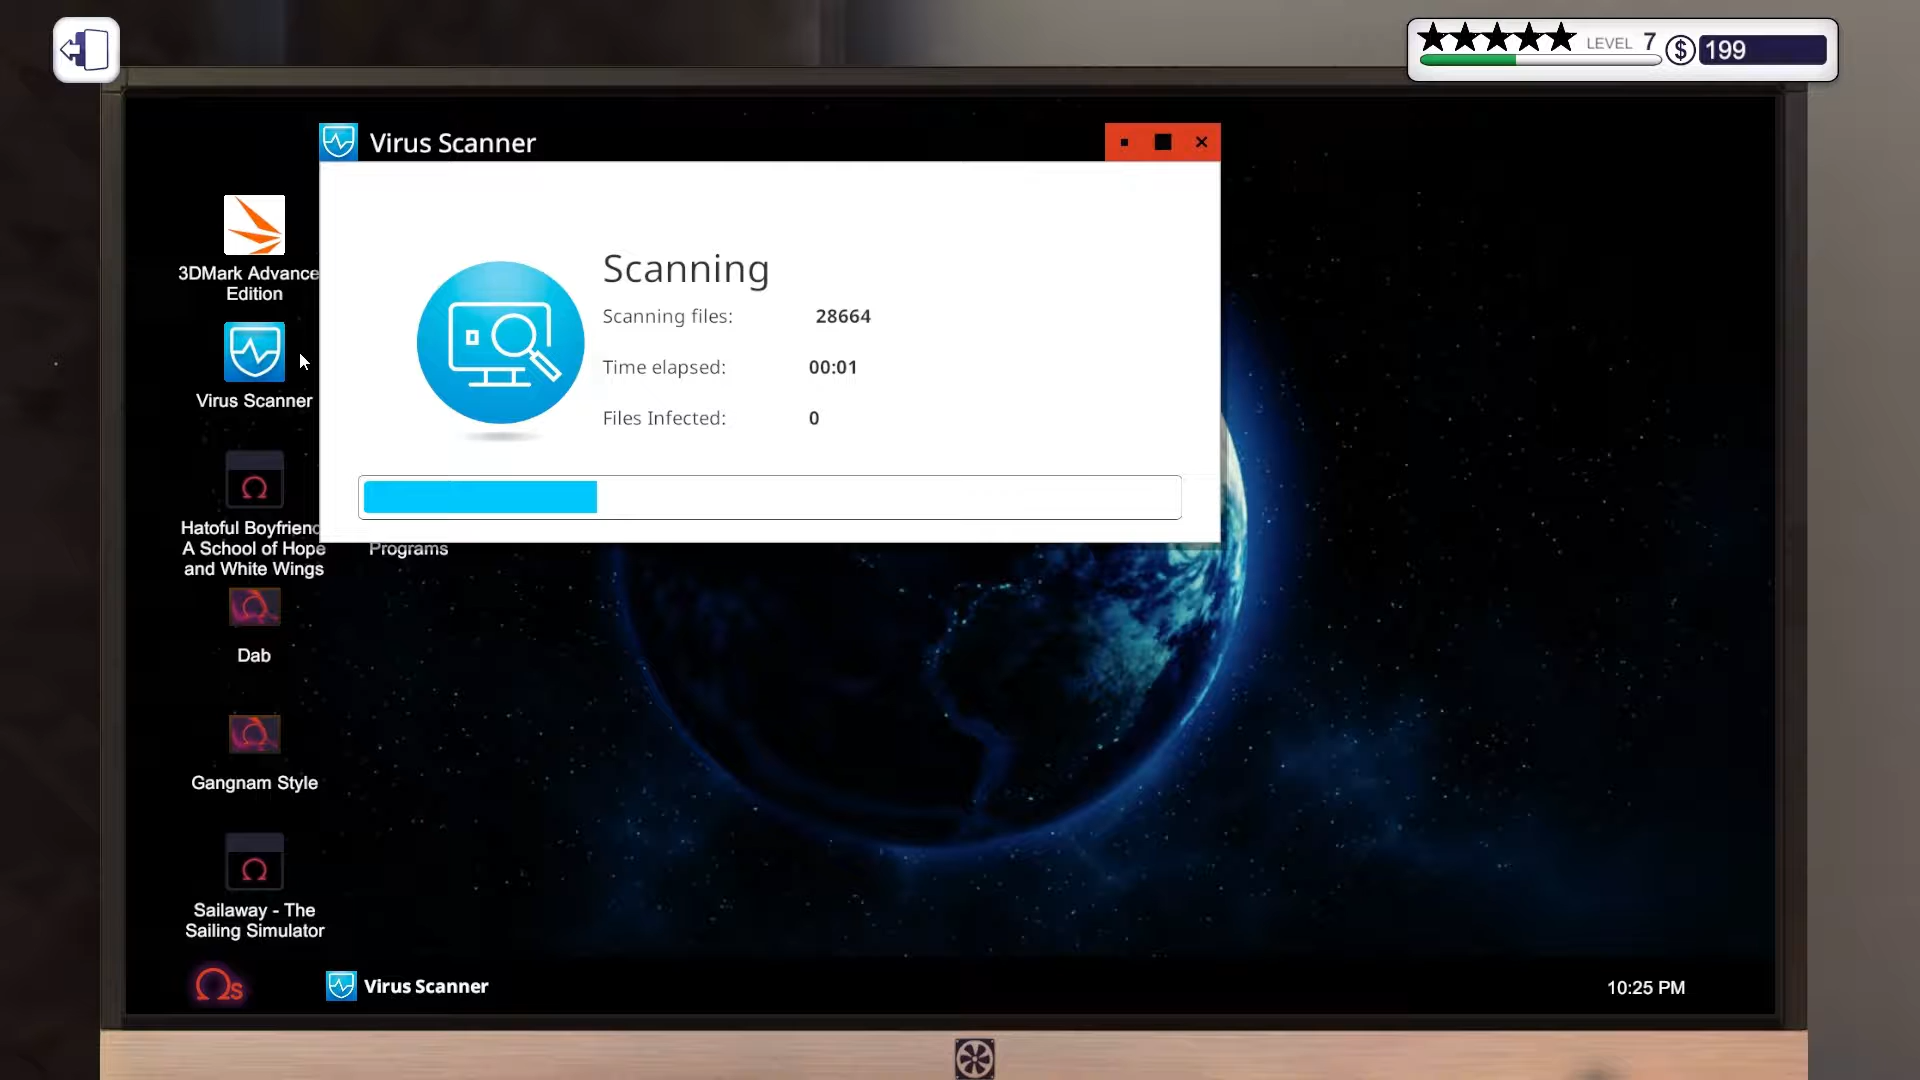 LEVEL 7
199
Virus Scanner
3DMark Advance
Edition
Virus Scanner
Scanning
Scanning files: 28664
Time elapsed: 00:01
Files Infected: 0
Hatoful Boyfriend
A School of Hope
and White Wings
Programs
Dab
Gangnam Style
Sailaway - The
Sailing Simulator
Ωs
Virus Scanner
10:25 PM